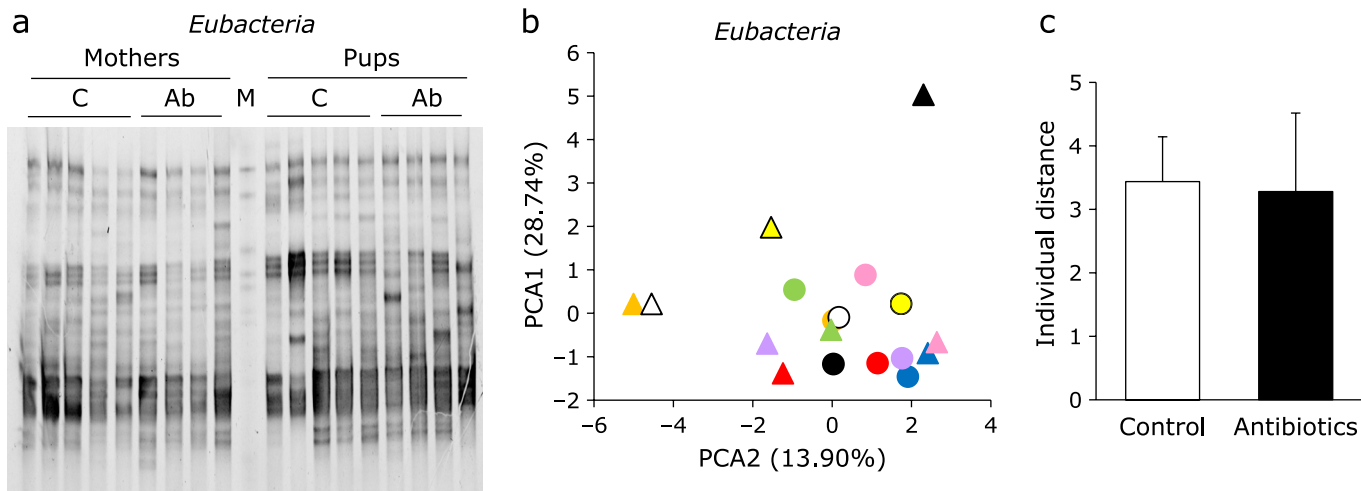 a
Eubacteria
Mothers
Pups
C
Ab
M
C
Ab
b
Eubacteria
PCA1 (28.74%)
6
5
4
3
2
1
0
−1
−2
−6
−4
−2
0
2
4
PCA2 (13.90%)
c
Individual distance
5
4
3
2
1
0
Control
Antibiotics